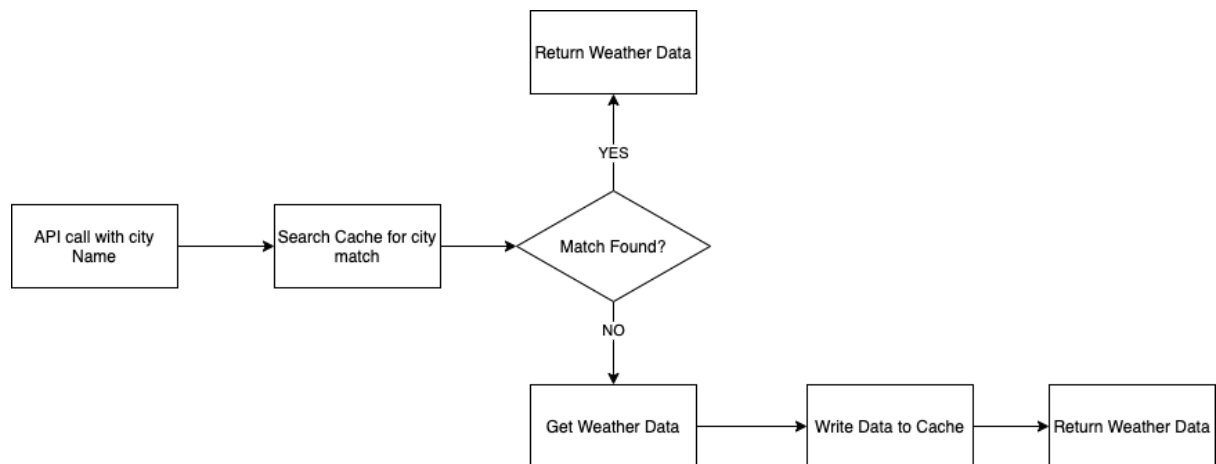 Return Weather Data
YES
API call with city
Name
Search Cache for city
match
Match Found?
NO
Get Weather Data
Write Data to Cache
Return Weather Data